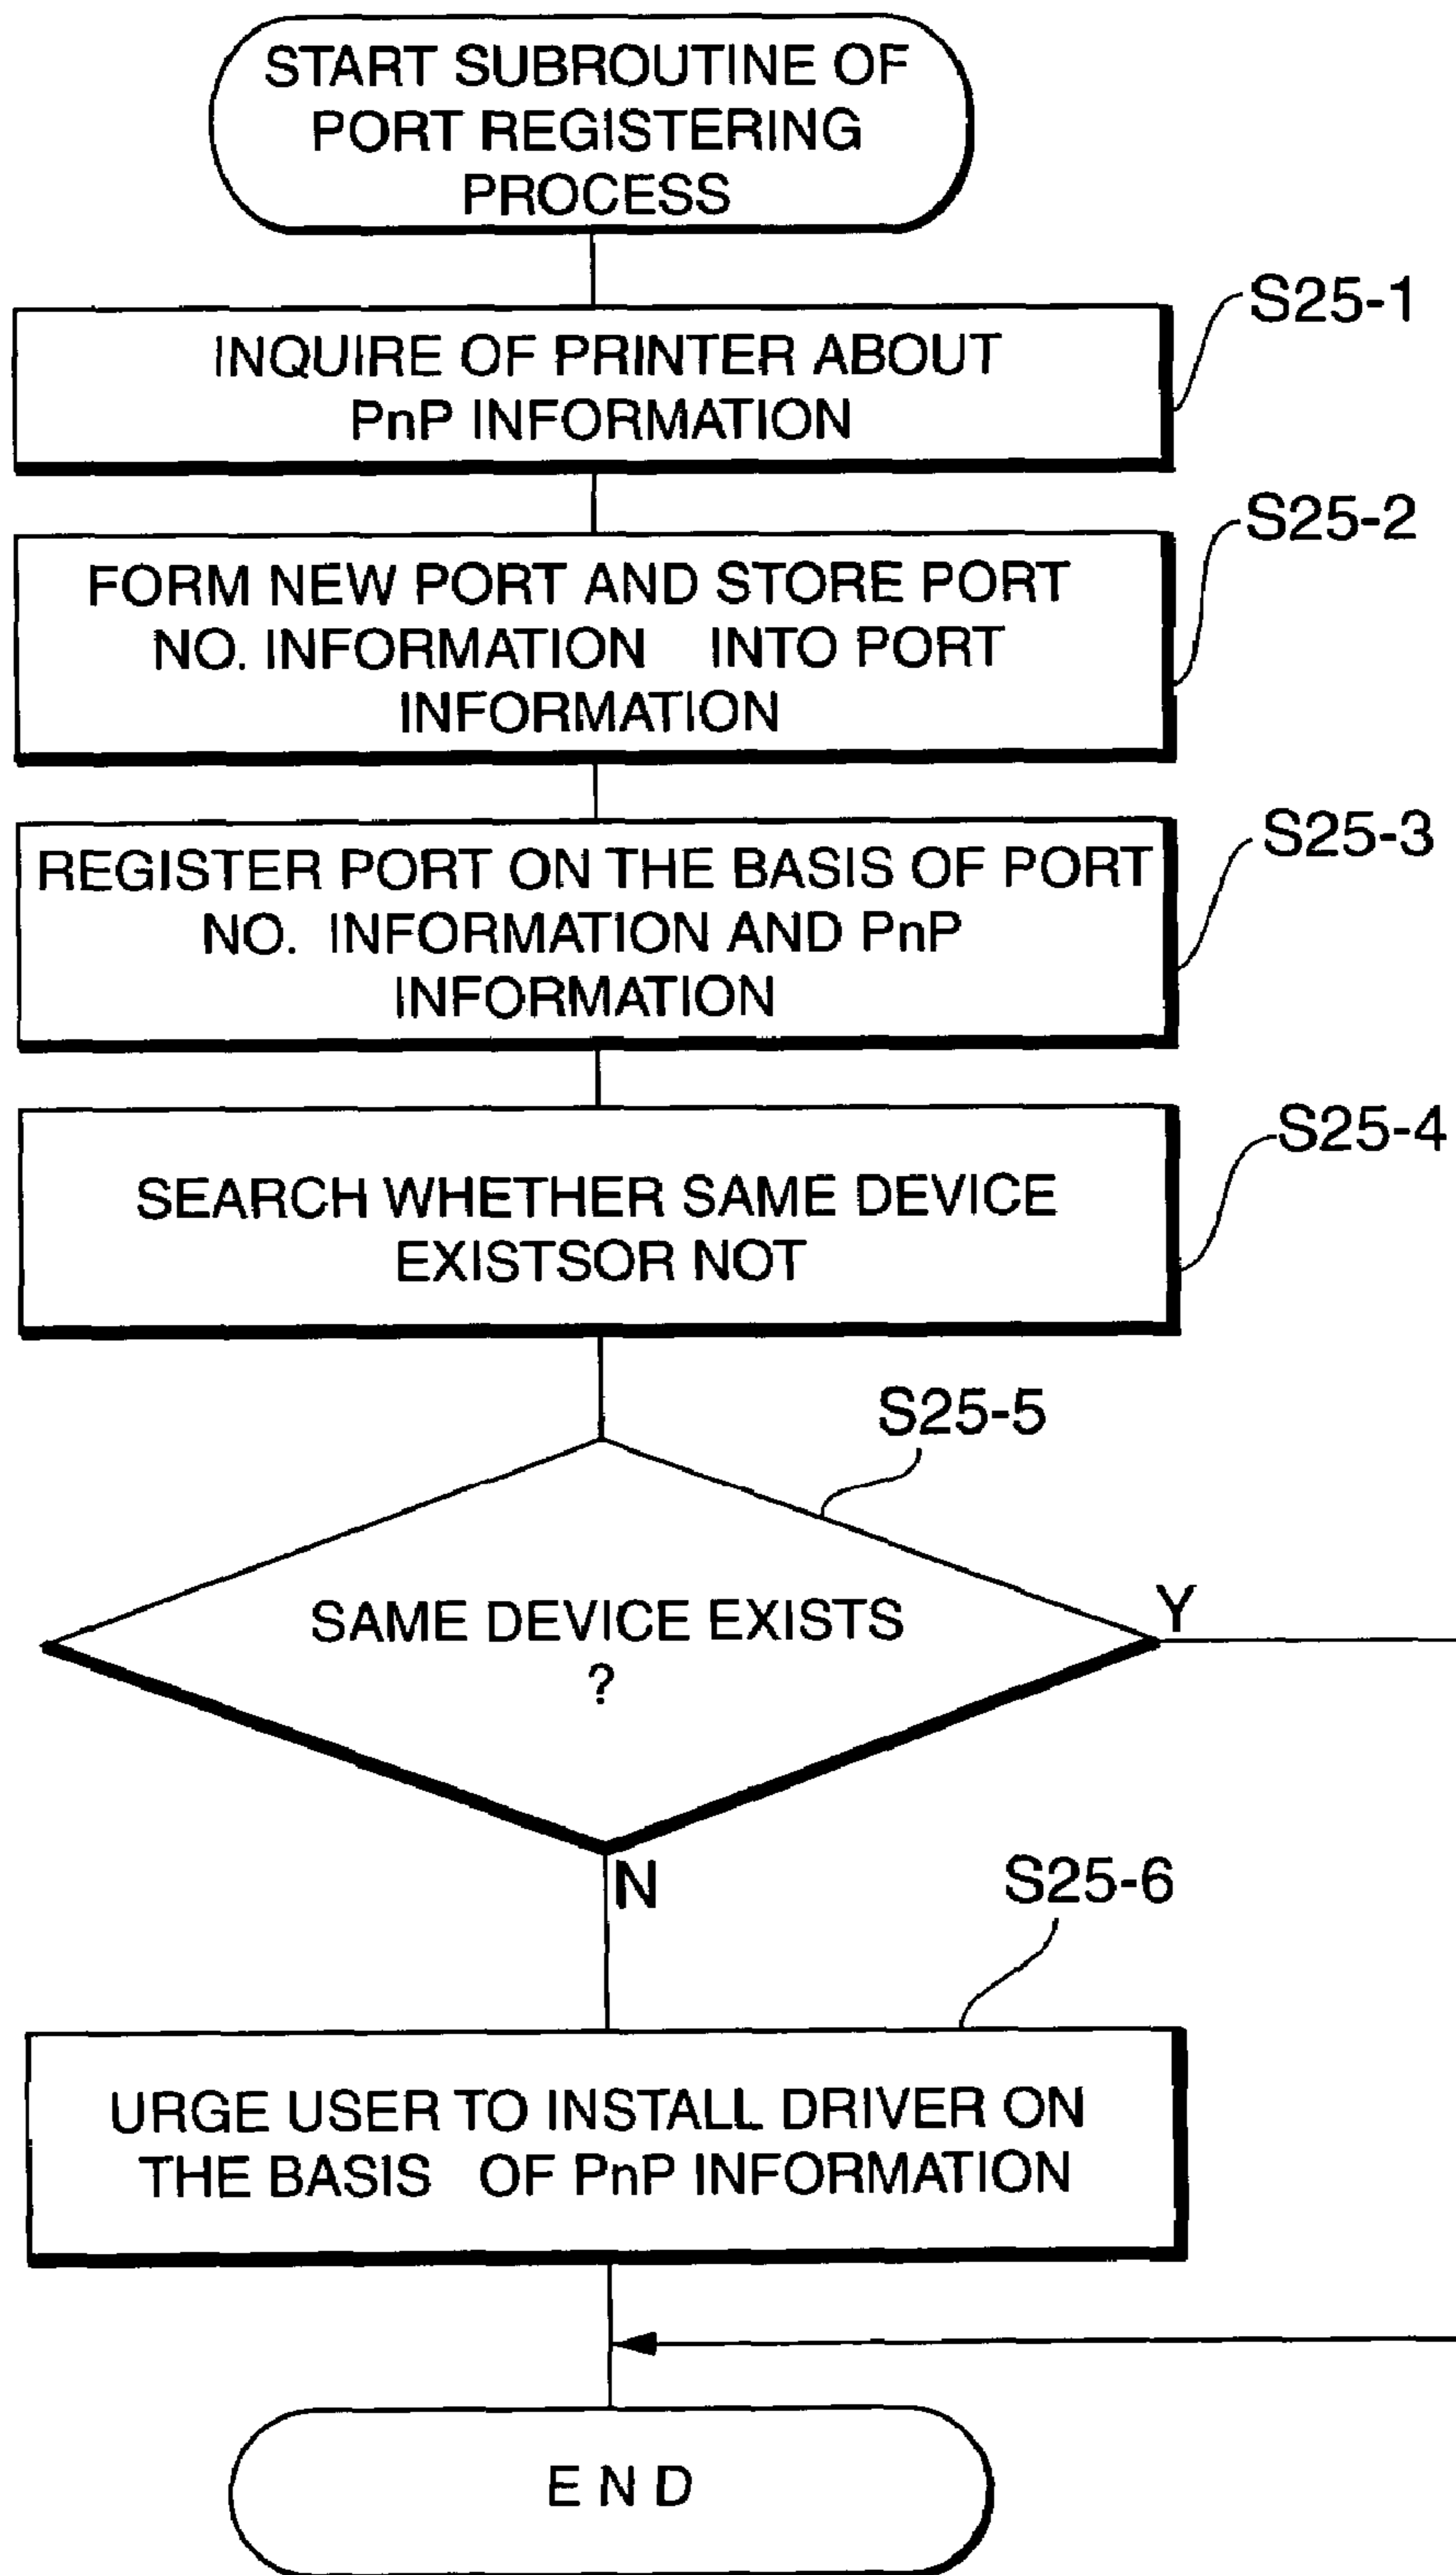 START SUBROUTINE OF
PORT REGISTERING
PROCESS
S25-1
INQUIRE OF PRINTER ABOUT
PnP INFORMATION
S25-2
FORM NEW PORT AND STORE PORT
NO. INFORMATION INTO PORT
INFORMATION
S25-3
REGISTER PORT ON THE BASIS OF PORT
NO. INFORMATION AND PnP
INFORMATION
S25-4
SEARCH WHETHER SAME DEVICE
EXISTSOR NOT
S25-5
SAME DEVICE EXISTS
?
Y
N
S25-6
URGE USER TO INSTALL DRIVER ON
THE BASIS OF PnP INFORMATION
E N D